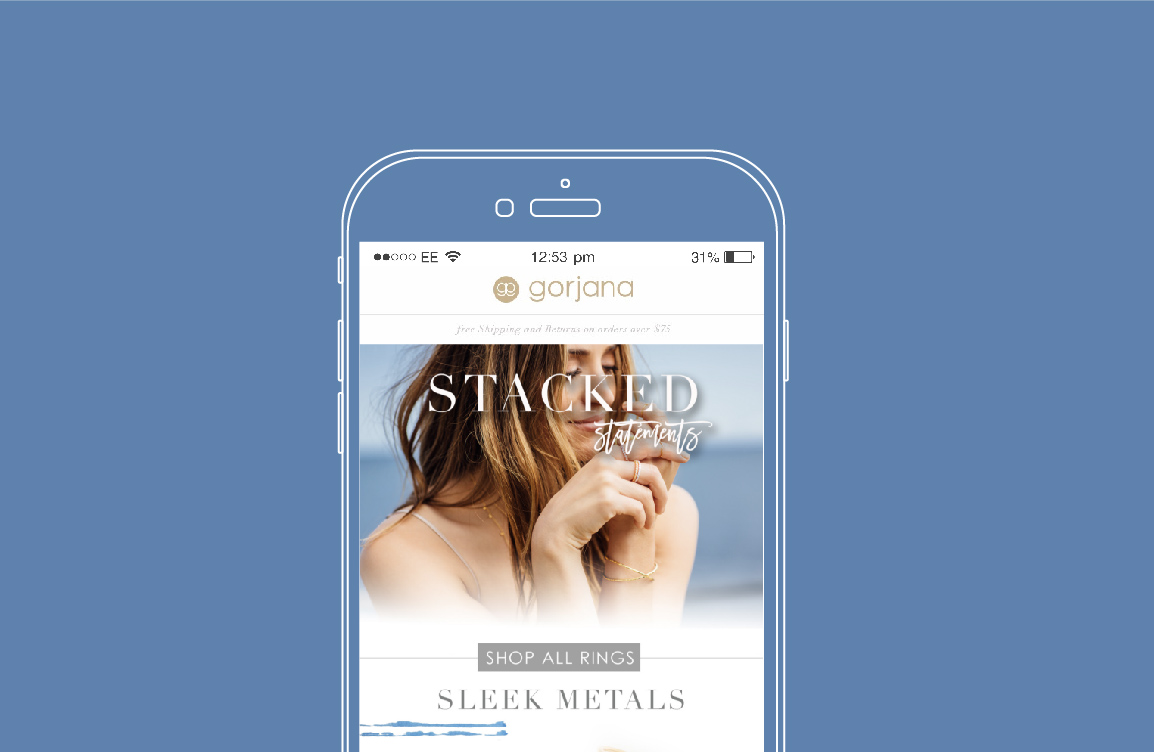 EE 12:53 pm 31%
gg gorjana
free Shipping and Returns on orders over $75
STACKED
statements
SHOP ALL RINGS
SLEEK METALS